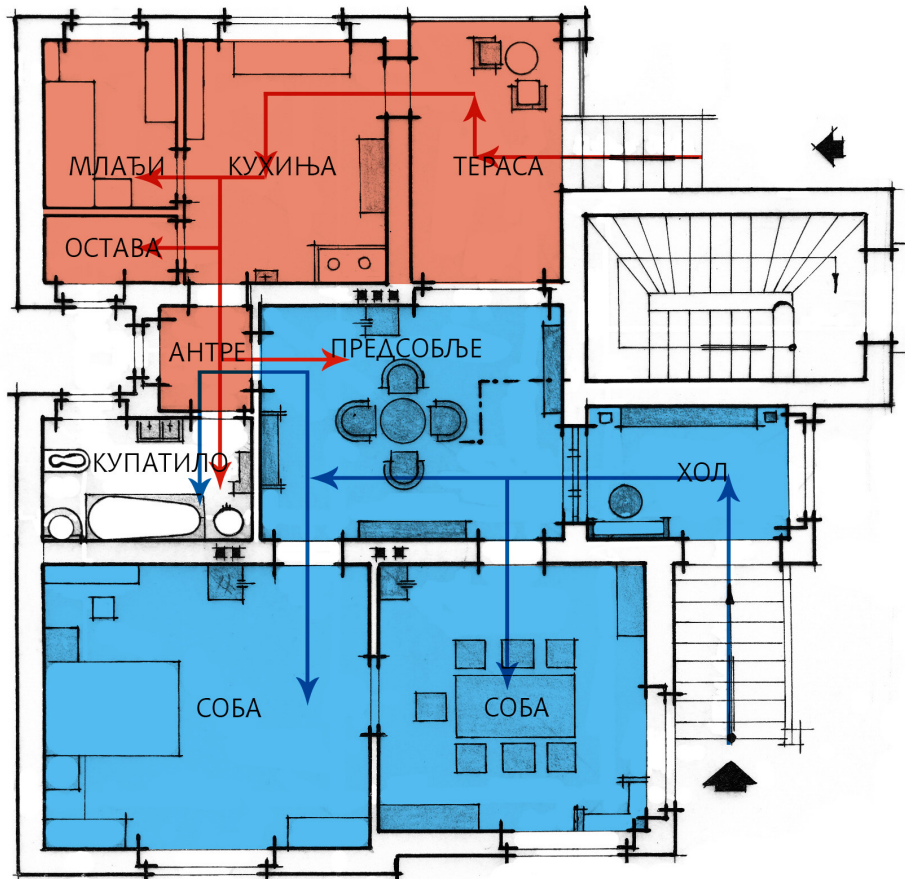 МЛАЂИ
КУХИЊА
ТЕРАСА
ОСТАВА
АНТРЕ
ПРЕДСОБЉЕ
КУПАТИЛО
ХОЛ
СОБА
СОБА